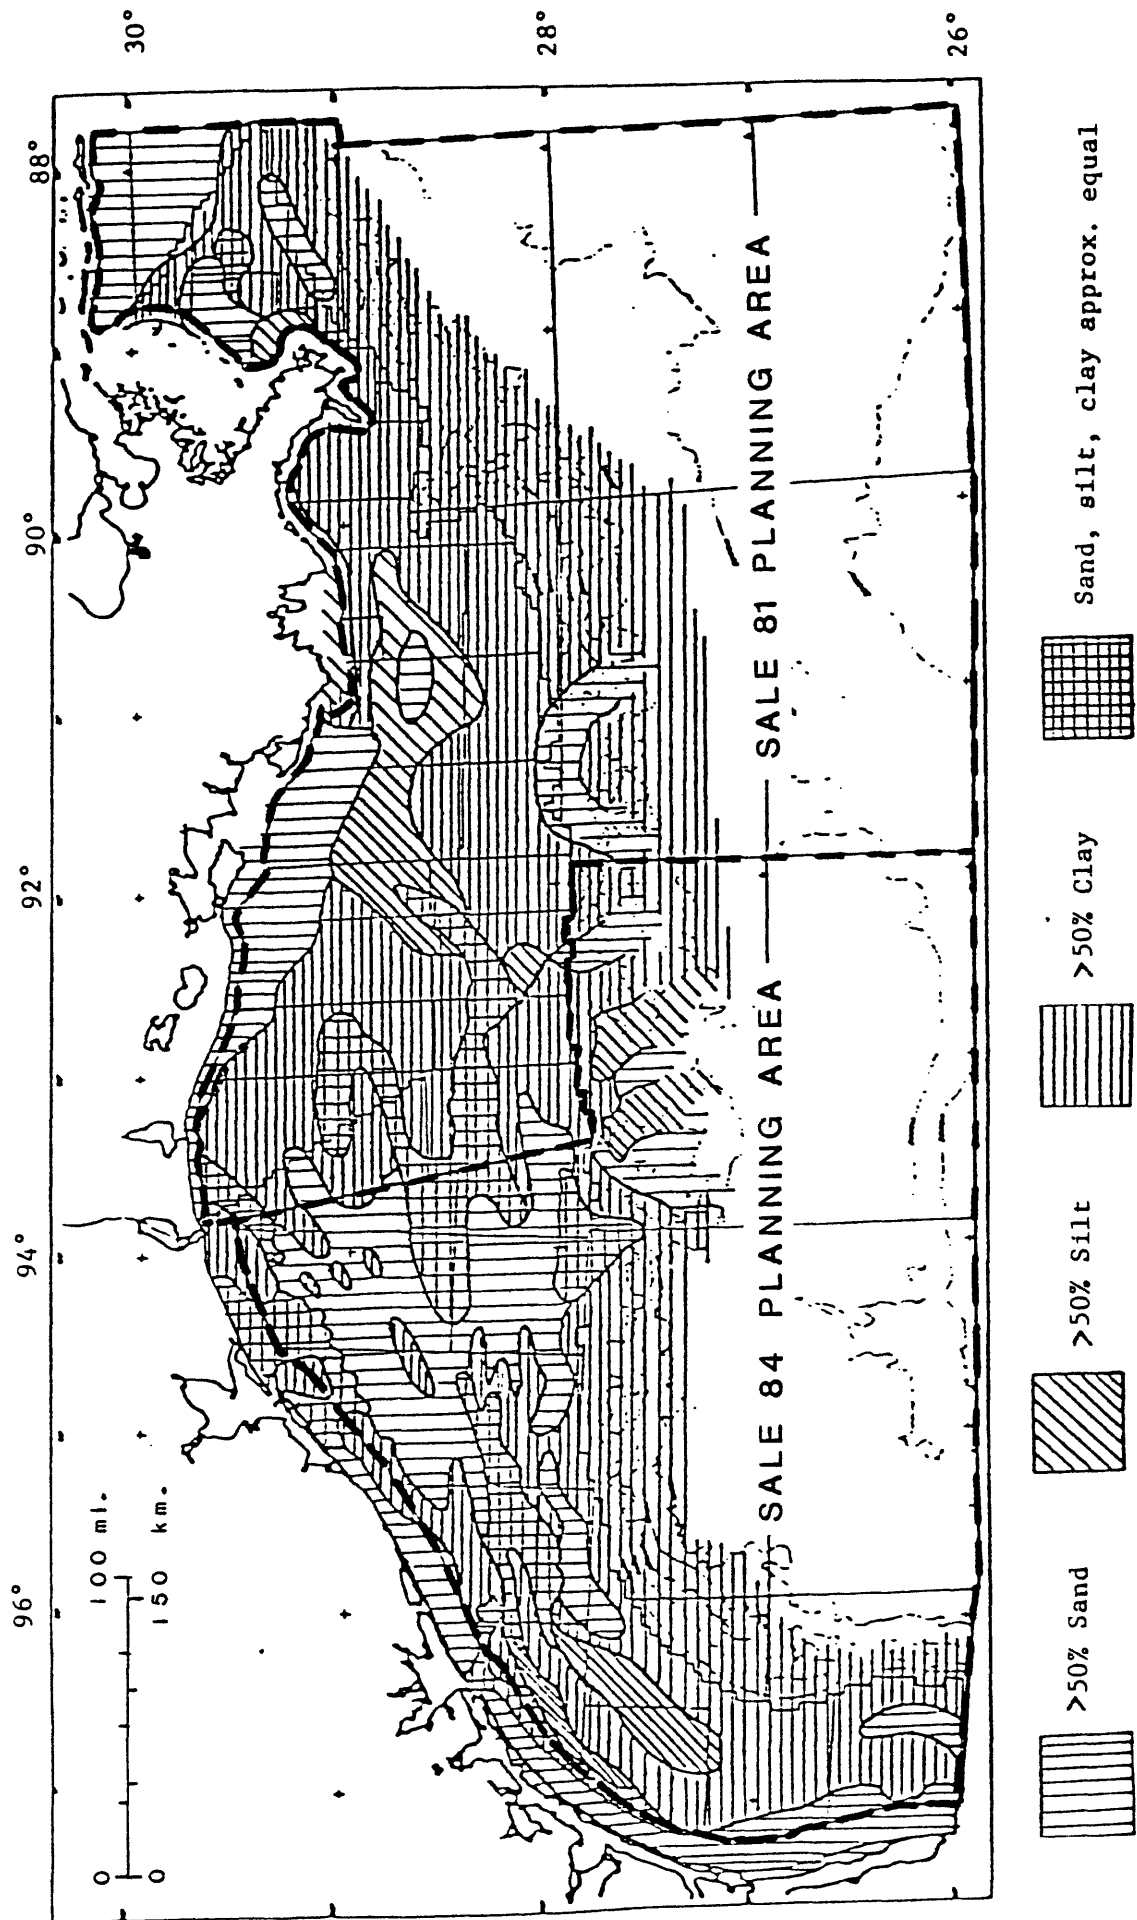 30°
28°
26°
88°
90°
92°
94°
96°
0 100 mi.
0 150 km.
SALE 84 PLANNING AREA
SALE 81 PLANNING AREA
>50% Sand
>50% Silt
>50% Clay
Sand, silt, clay approx. equal